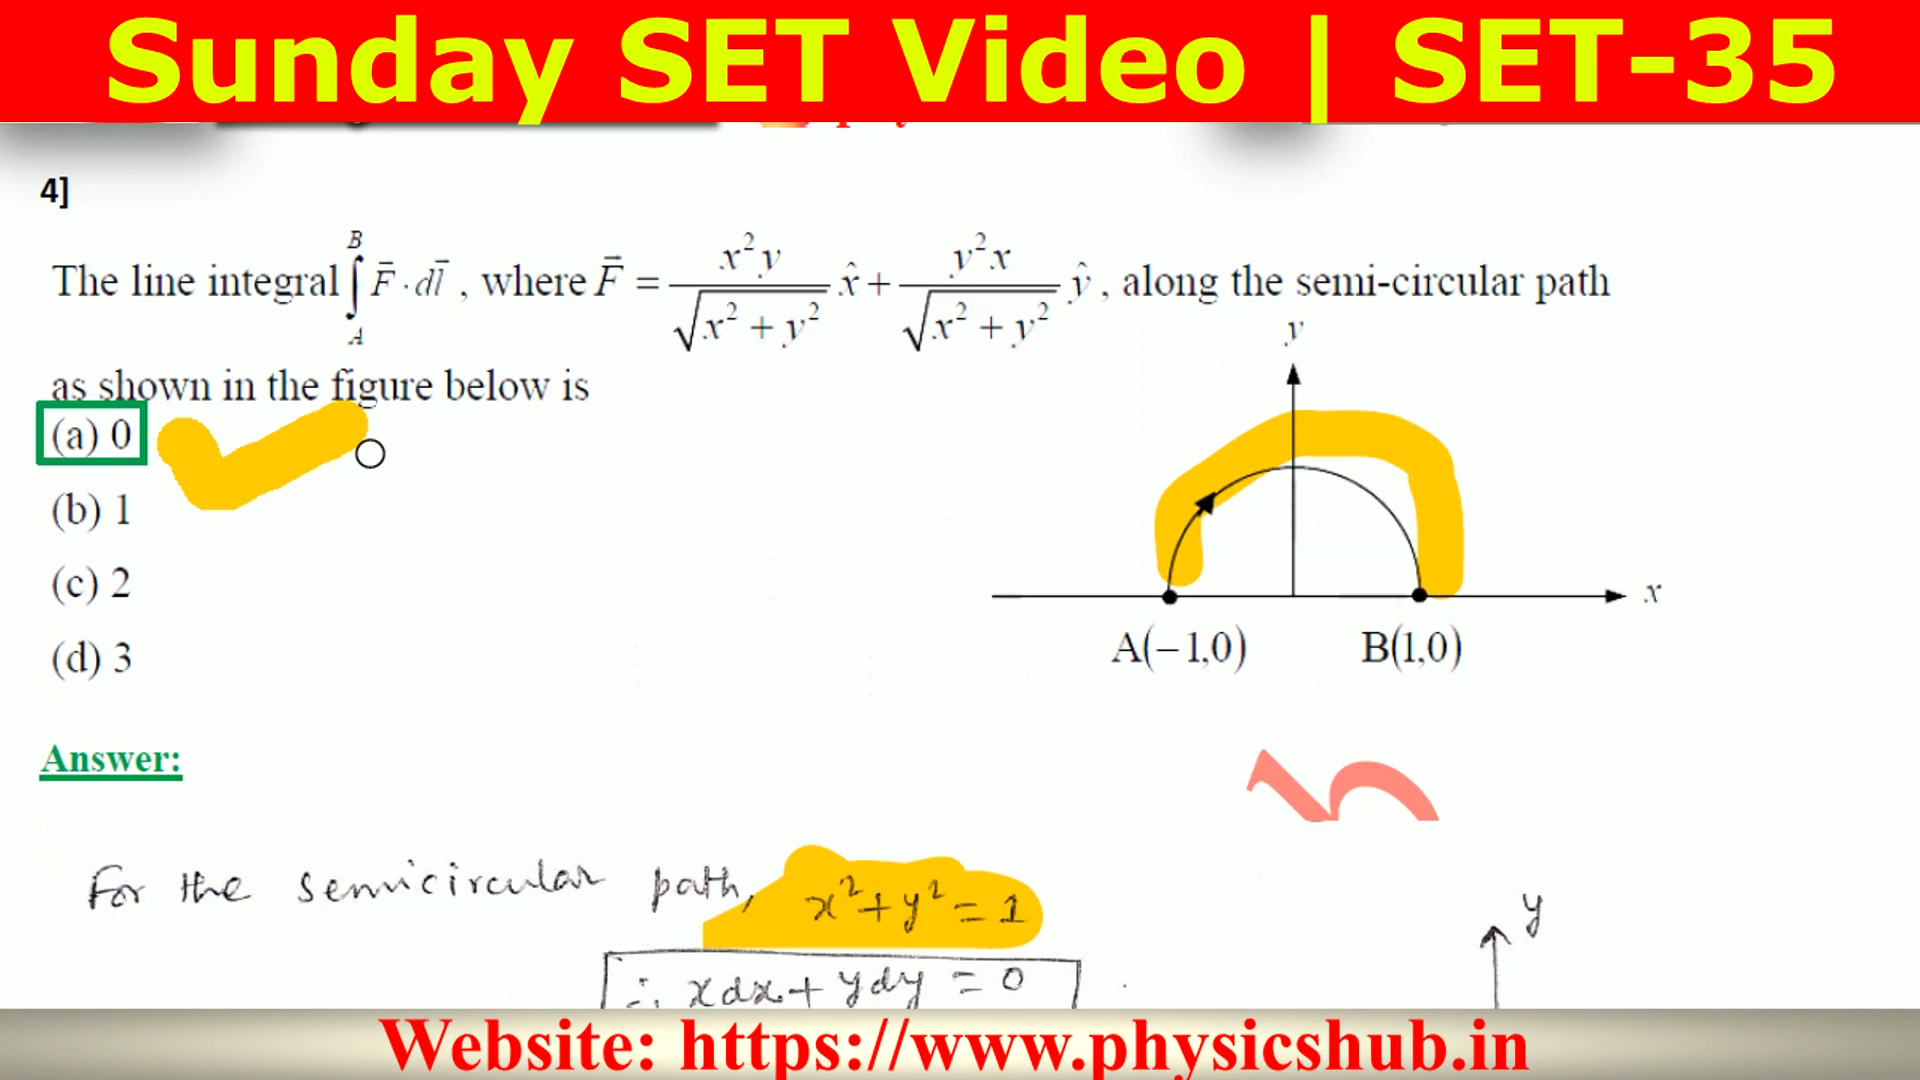 Sunday SET Video | SET-35
4]
The line integral ∫_A^B F̄ · dl̄ , where F̄ = x²y/√(x² + y²) x̂ + y²x/√(x² + y²) ŷ , along the semi-circular path
as shown in the figure below is
(a) 0
(b) 1
(c) 2
(d) 3
y
x
A(−1,0)
B(1,0)
Answer:
For the semicircular path, x²+y² = 1
∴ xdx + ydy = 0
y
Website: https://www.physicshub.in